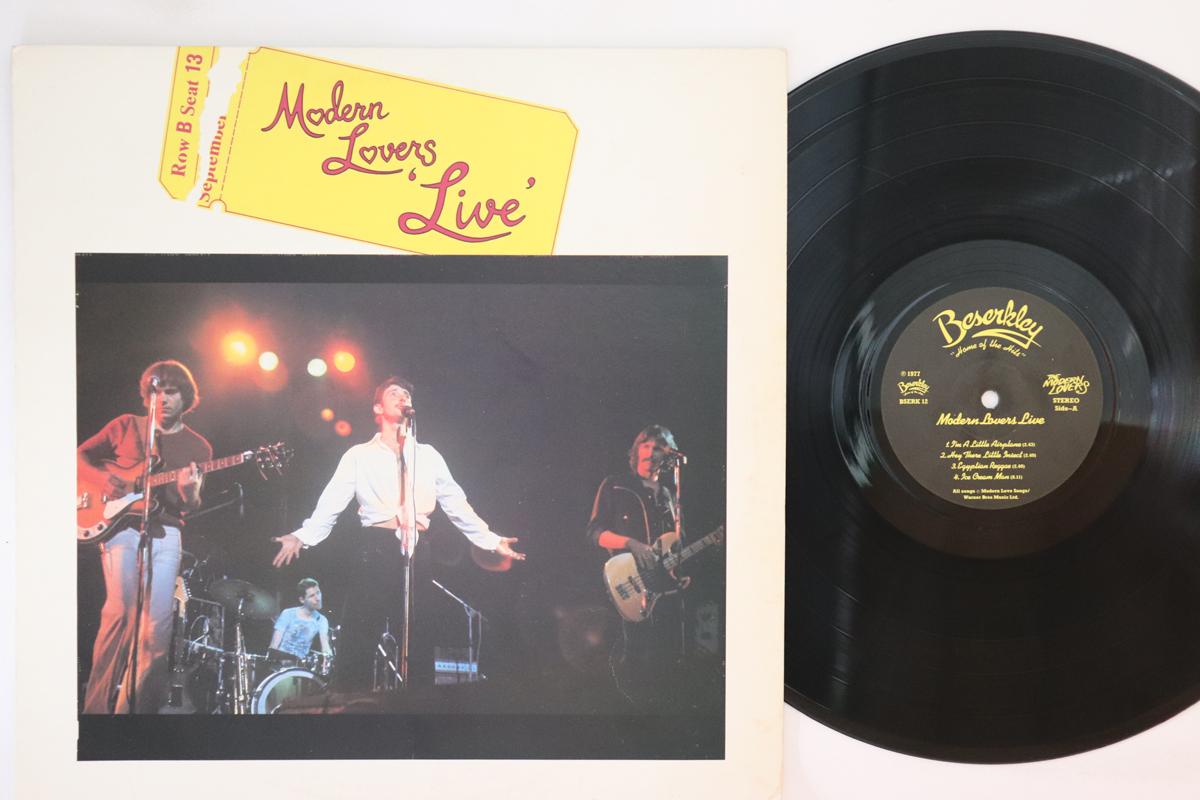 Row B Seat 13
September
Modern
Lovers
'Live'
Beserkley
"Home of the Hits"
℗ 1977
Beserkley
BSERK 12
THE
MODERN
LOVERS
STEREO
Side-A
Modern Lovers Live
1. I'm A Little Airplane
2. Hey There Little Insect
3. Egyptian Reggae
4. Ice Cream Man
All songs © Modern Love Songs/
Warner Bros Music Ltd.